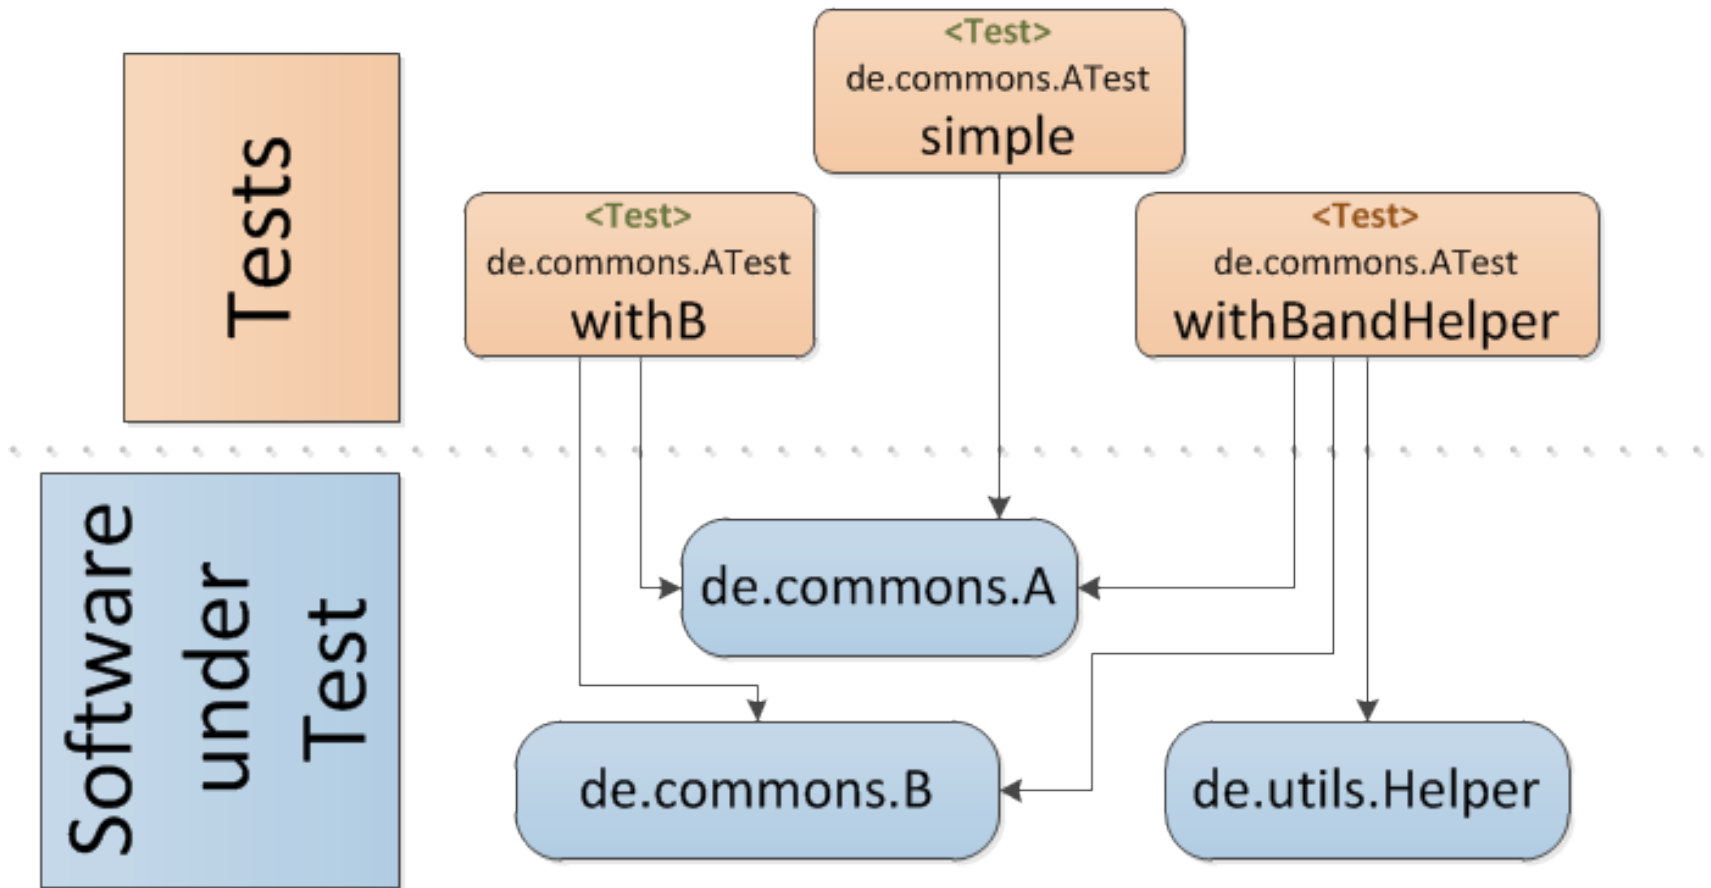 Tests
<Test>
de.commons.ATest
simple
<Test>
de.commons.ATest
withB
<Test>
de.commons.ATest
withBandHelper
Software
under
Test
de.commons.A
de.commons.B
de.utils.Helper